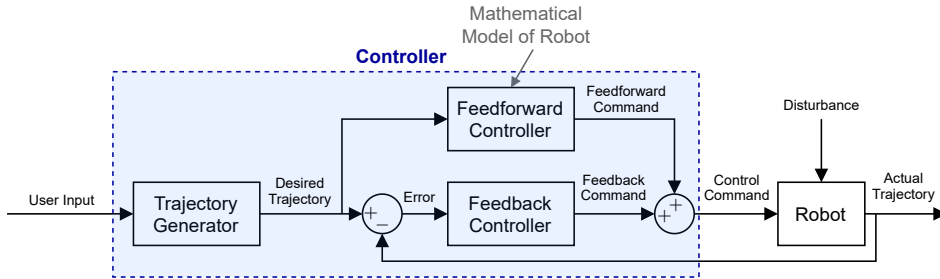 Mathematical
Model of Robot
Controller
Feedforward
Controller
Feedforward
Command
Disturbance
User Input
Trajectory
Generator
Desired
Trajectory
+
−
Error
Feedback
Controller
Feedback
Command
+
+
Control
Command
Robot
Actual
Trajectory